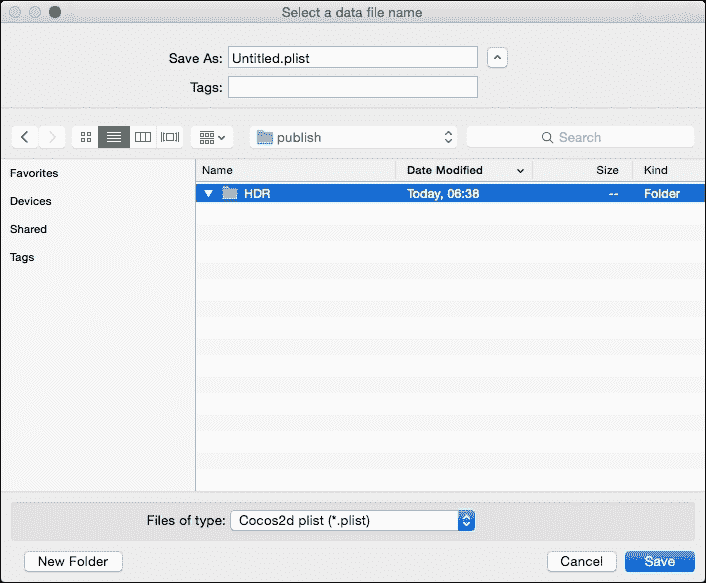 Select a data file name
Save As: Untitled.plist
Tags:
publish
Search
Favorites
Devices
Shared
Tags
Name Date Modified Size Kind
HDR Today, 06:38 -- Folder
Files of type: Cocos2d plist (*.plist)
New Folder Cancel Save